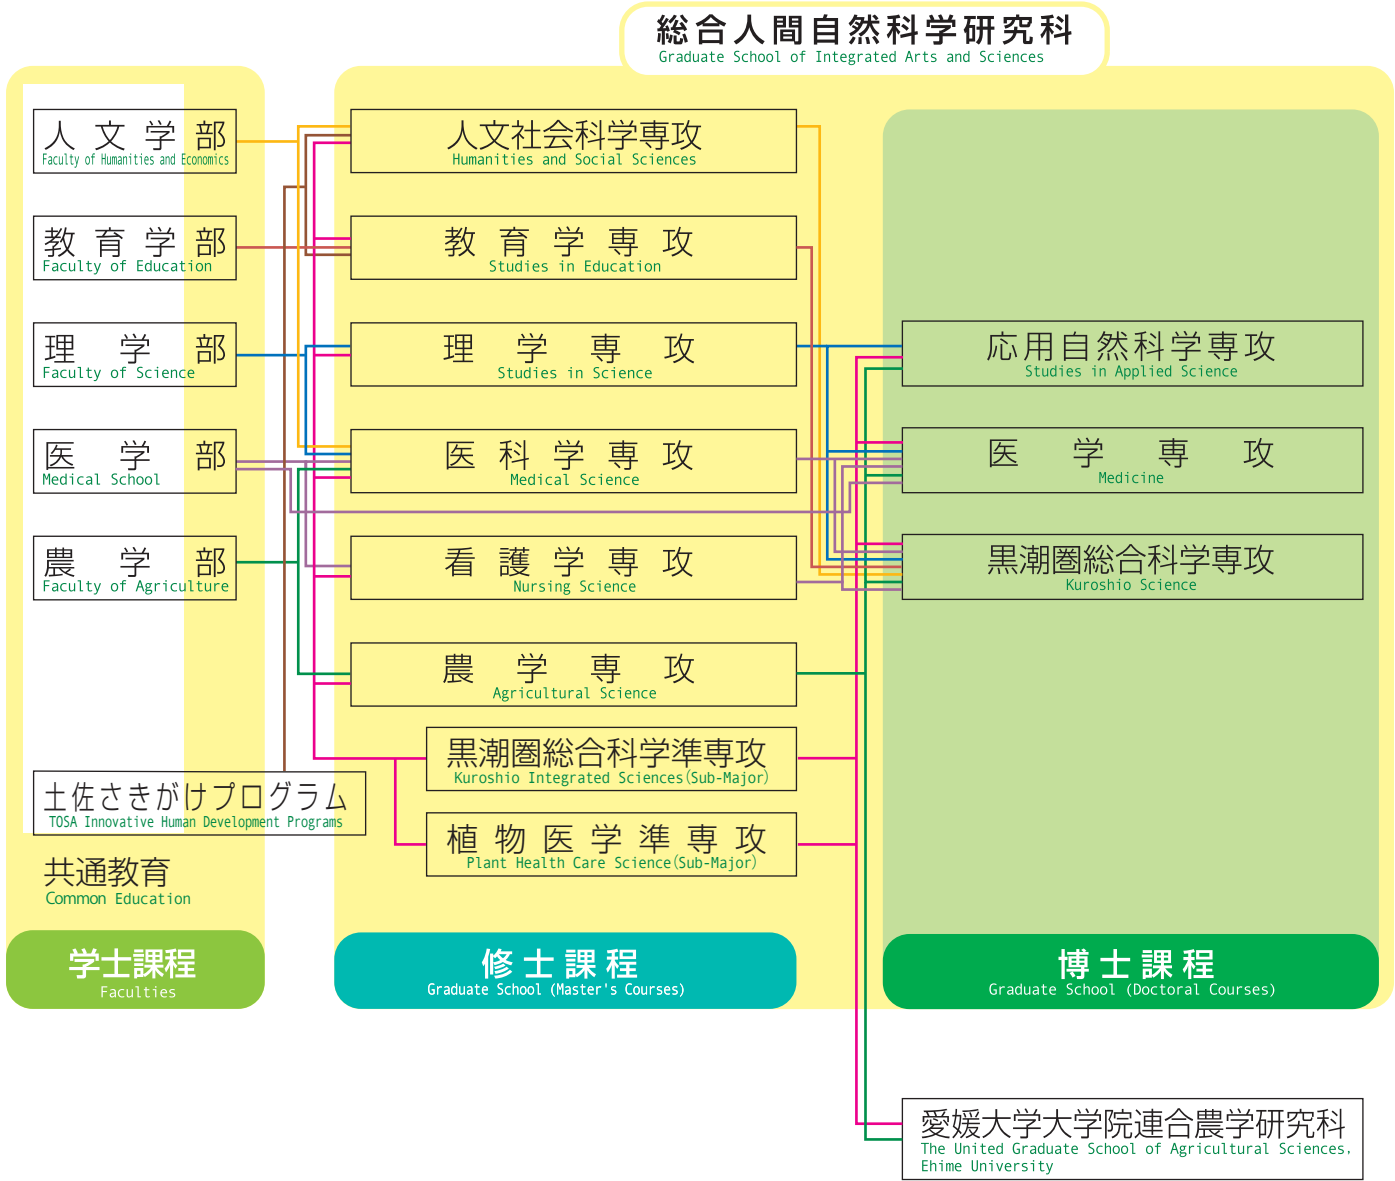 総合人間自然科学研究科
Graduate School of Integrated Arts and Sciences
人文学部
Faculty of Humanities and Economics
教育学部
Faculty of Education
理学部
Faculty of Science
医学部
Medical School
農学部
Faculty of Agriculture
土佐さきがけプログラム
TOSA Innovative Human Development Programs
共通教育
Common Education
学士課程
Faculties
人文社会科学専攻
Humanities and Social Sciences
教育学専攻
Studies in Education
理学専攻
Studies in Science
医科学専攻
Medical Science
看護学専攻
Nursing Science
農学専攻
Agricultural Science
黒潮圏総合科学準専攻
Kuroshio Integrated Sciences(Sub-Major)
植物医学準専攻
Plant Health Care Science(Sub-Major)
修士課程
Graduate School (Master's Courses)
応用自然科学専攻
Studies in Applied Science
医学専攻
Medicine
黒潮圏総合科学専攻
Kuroshio Science
博士課程
Graduate School (Doctoral Courses)
愛媛大学大学院連合農学研究科
The United Graduate School of Agricultural Sciences,
Ehime University